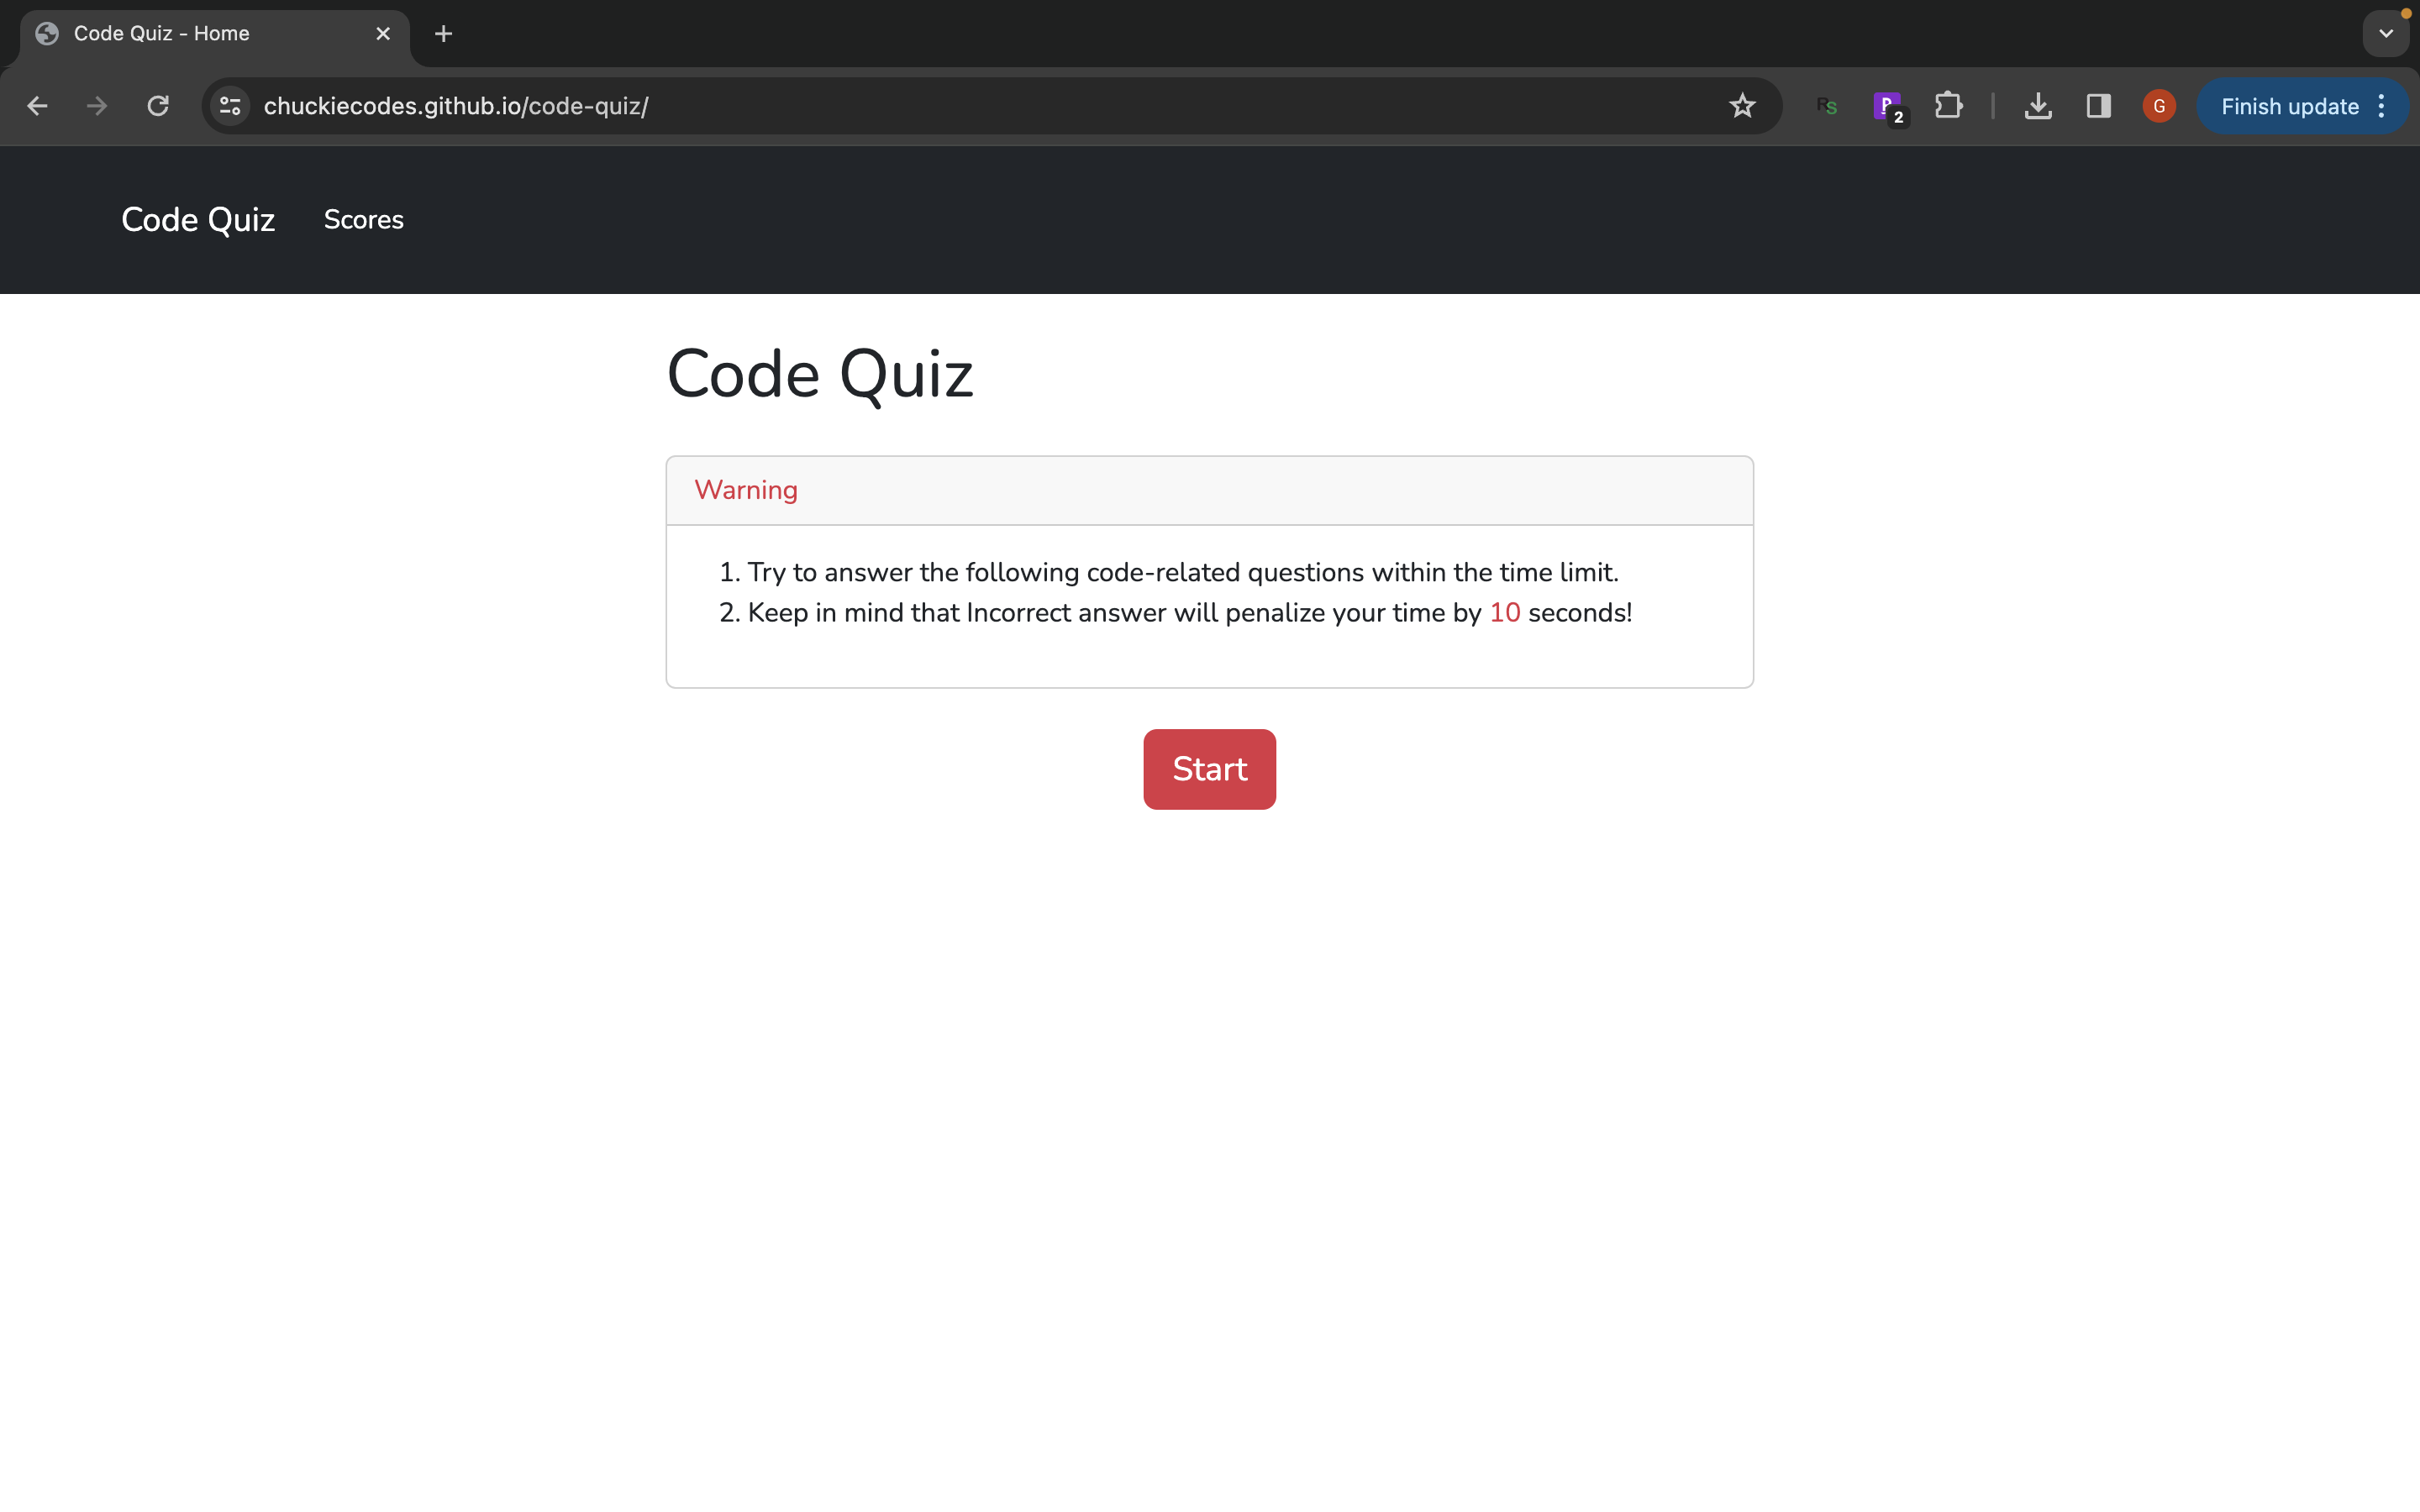 Code Quiz - Home
chuckiecodes.github.io/code-quiz/
2
G
Finish update
Code Quiz
Scores
Code Quiz
Warning
1. Try to answer the following code-related questions within the time limit.
2. Keep in mind that Incorrect answer will penalize your time by 10 seconds!
Start